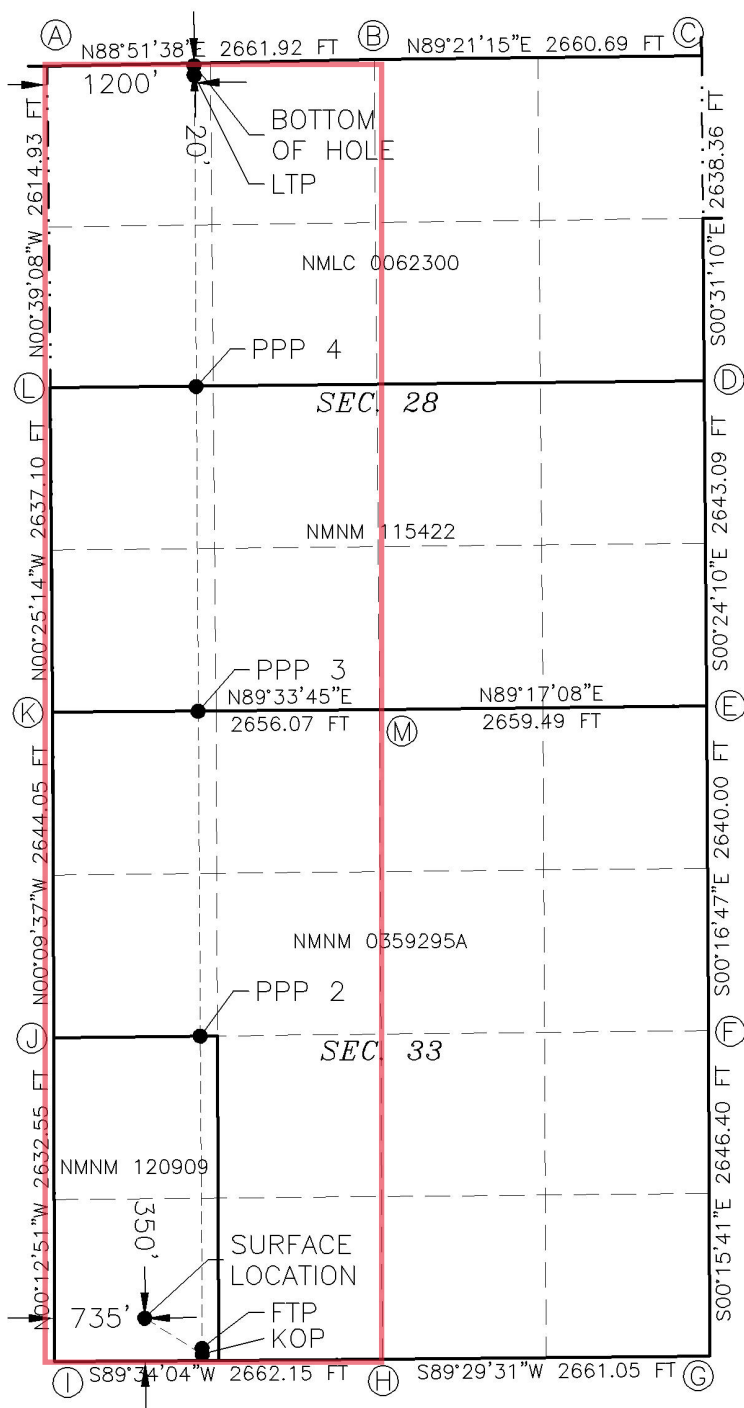 A
B
C
N88°51'38"E 2661.92 FT
N89°21'15"E 2660.69 FT
1200'
20'
BOTTOM
OF HOLE
LTP
N00°39'08"W 2614.93 FT
S00°31'10"E 2638.36 FT
NMLC 0062300
PPP 4
L
D
SEC. 28
N00°25'14"W 2637.10 FT
NMNM 115422
S00°24'10"E 2643.09 FT
PPP 3
N89°33'45"E
2656.07 FT
N89°17'08"E
2659.49 FT
K
E
M
N00°09'37"W 2644.05 FT
S00°16'47"E 2640.00 FT
NMNM 0359295A
PPP 2
J
F
SEC. 33
N00°12'51"W 2632.55 FT
NMNM 120909
S00°15'41"E 2646.40 FT
350'
735'
SURFACE
LOCATION
FTP
KOP
I
S89°34'04"W 2662.15 FT
H
S89°29'31"W 2661.05 FT
G